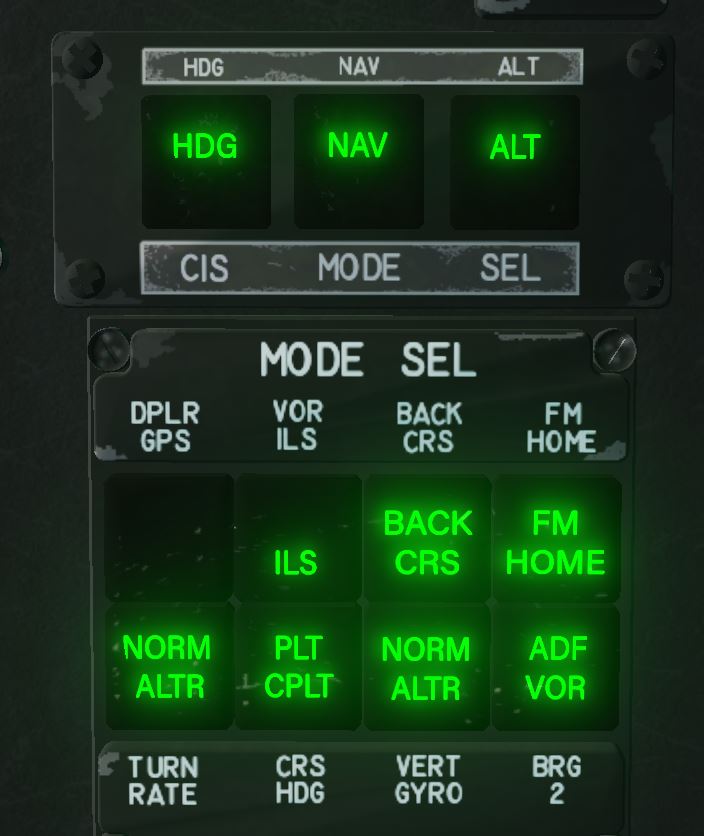 HDG NAV ALT
HDG NAV ALT
CIS MODE SEL
MODE SEL
DPLR VOR BACK FM
GPS ILS CRS HOME
BACK FM
ILS CRS HOME
NORM PLT NORM ADF
ALTR CPLT ALTR VOR
TURN CRS VERT BRG
RATE HDG GYRO 2